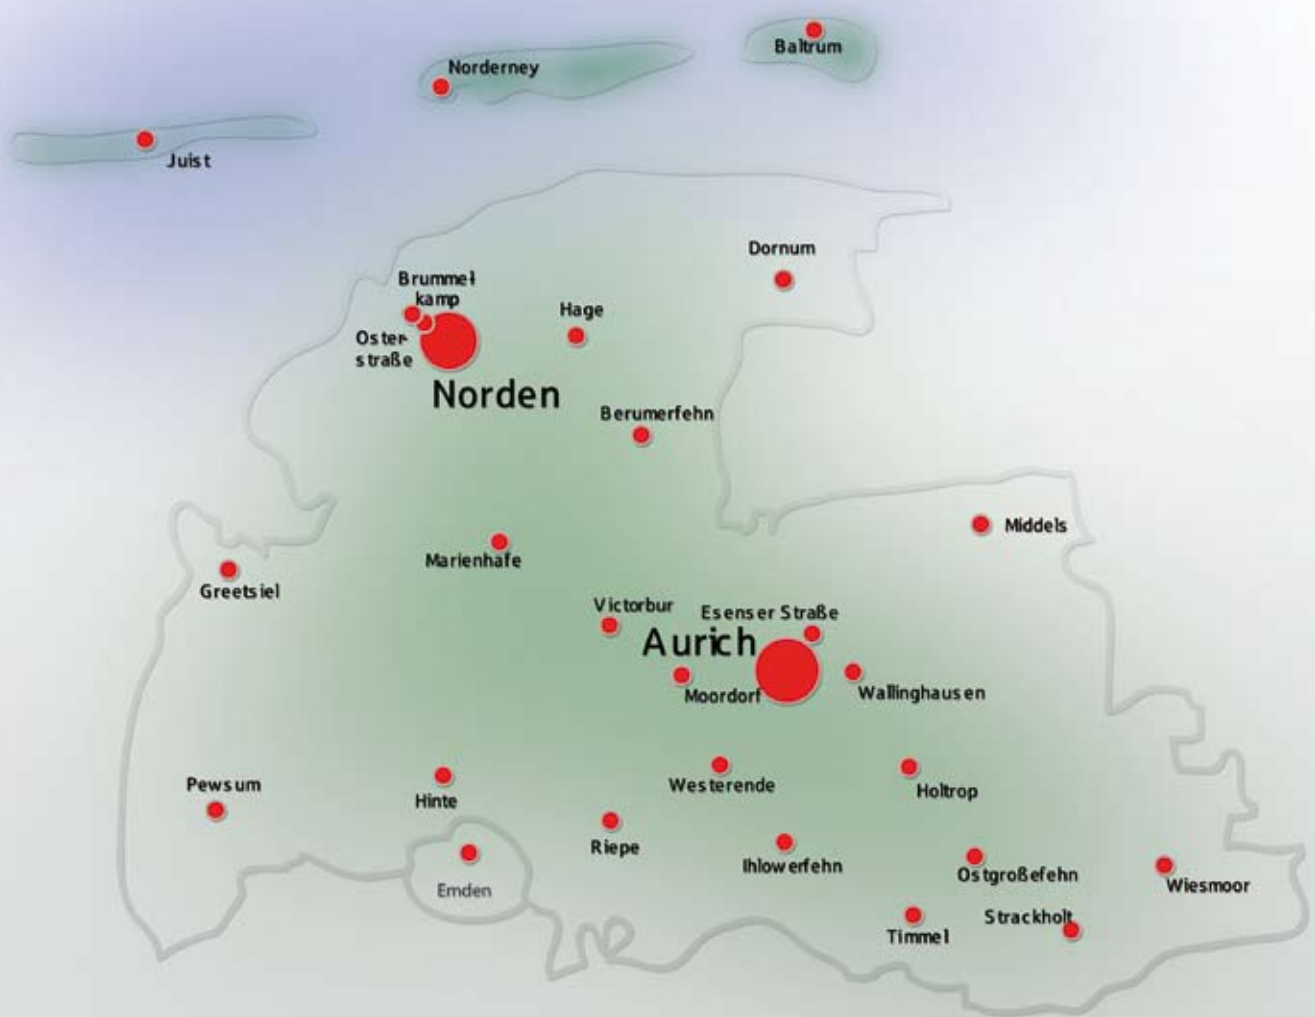 Baltrum
Norderney
Juist
Dornum
Brummel-
kamp
Hage
Oster-
straße
Norden
Berumerfehn
Middels
Marienhafe
Greetsiel
Victorbur
Esenser Straße
Aurich
Moordorf
Wallinghausen
Pewsum
Westerende
Holtrop
Hinte
Riepe
Ihlowerfehn
Ostgroßefehn
Wiesmoor
Emden
Strackholt
Timmel